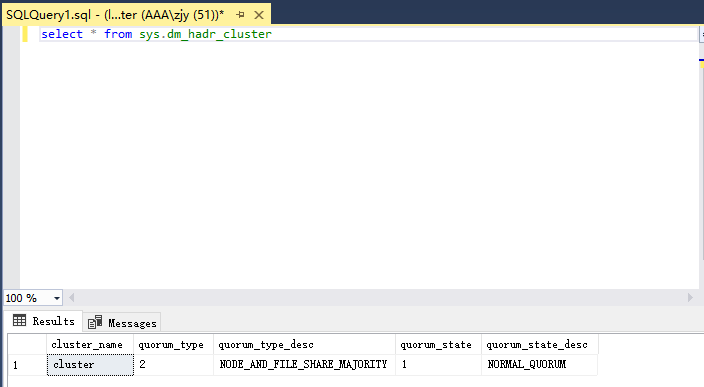 SQLQuery1.sql - (l...ter (AAA\zjy (51))*
select * from sys.dm_hadr_cluster
100 %
Results Messages
cluster_name quorum_type quorum_type_desc quorum_state quorum_state_desc
1 cluster 2 NODE_AND_FILE_SHARE_MAJORITY 1 NORMAL_QUORUM